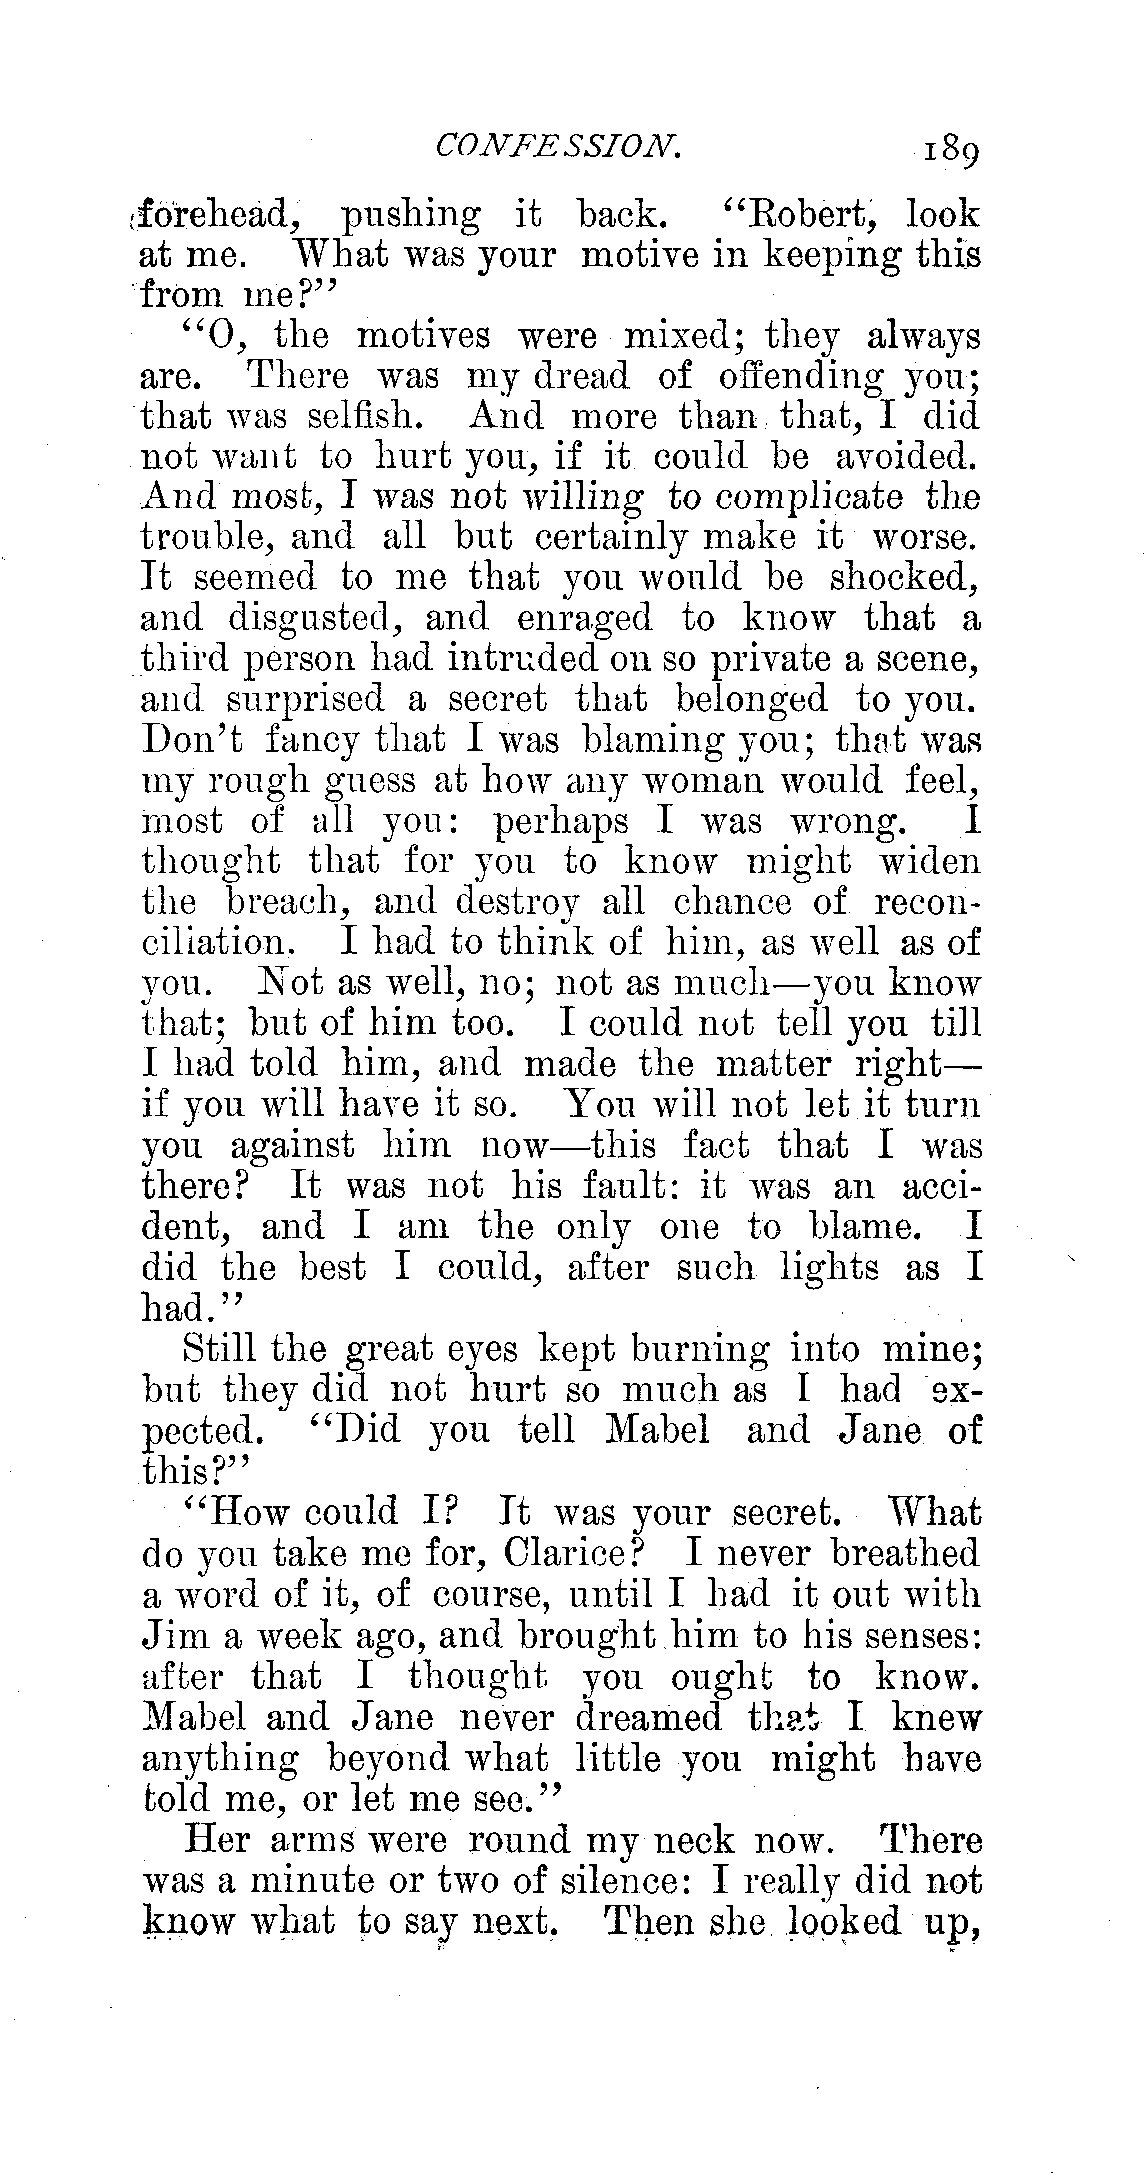 CONFESSION. 189
forehead, pushing it back. "Robert, look
at me. What was your motive in keeping this
from me?"
"O, the motives were mixed; they always
are. There was my dread of offending you;
that was selfish. And more than that, I did
not want to hurt you, if it could be avoided.
And most, I was not willing to complicate the
trouble, and all but certainly make it worse.
It seemed to me that you would be shocked,
and disgusted, and enraged to know that a
third person had intruded on so private a scene,
and surprised a secret that belonged to you.
Don't fancy that I was blaming you; that was
my rough guess at how any woman would feel,
most of all you: perhaps I was wrong. I
thought that for you to know might widen
the breach, and destroy all chance of recon-
ciliation. I had to think of him, as well as of
you. Not as well, no; not as much—you know
that; but of him too. I could not tell you till
I had told him, and made the matter right—
if you will have it so. You will not let it turn
you against him now—this fact that I was
there? It was not his fault: it was an acci-
dent, and I am the only one to blame. I
did the best I could, after such lights as I
had."
Still the great eyes kept burning into mine;
but they did not hurt so much as I had ex-
pected. "Did you tell Mabel and Jane of
this?"
"How could I? It was your secret. What
do you take me for, Clarice? I never breathed
a word of it, of course, until I had it out with
Jim a week ago, and brought him to his senses:
after that I thought you ought to know.
Mabel and Jane never dreamed that I knew
anything beyond what little you might have
told me, or let me see."
Her arms were round my neck now. There
was a minute or two of silence: I really did not
know what to say next. Then she looked up,